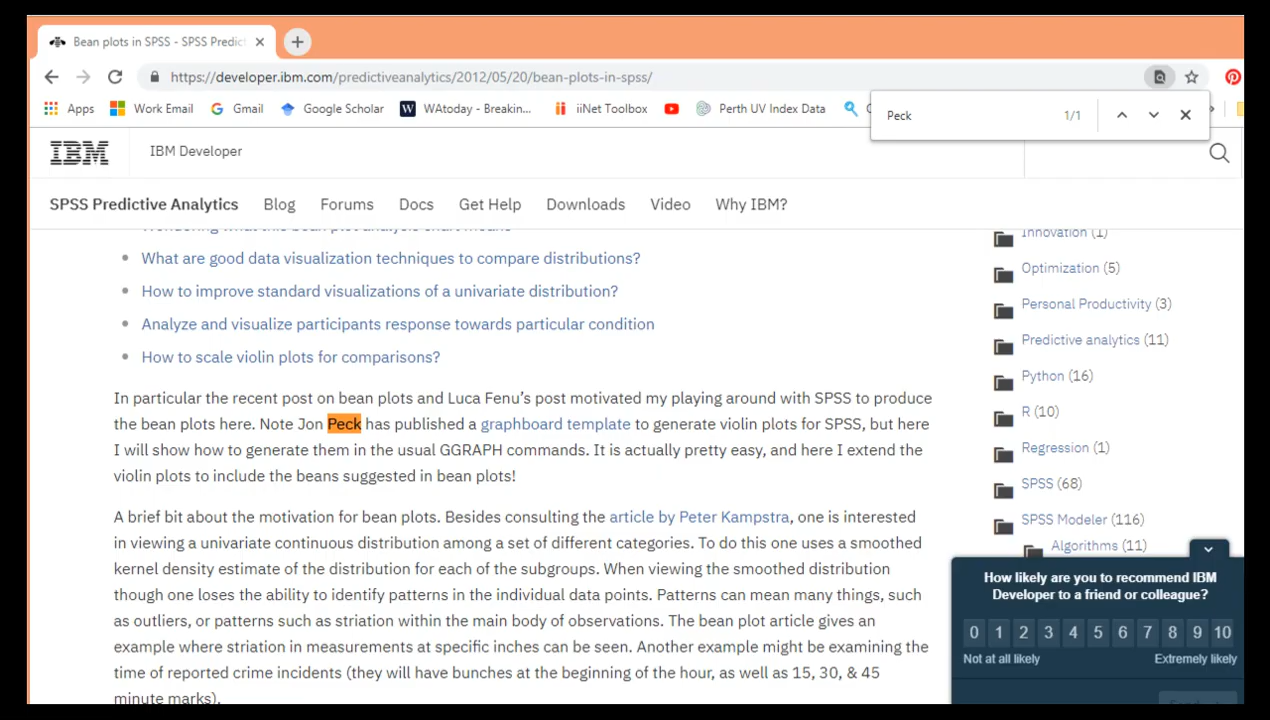 Bean plots in SPSS - SPSS Predict
https://developer.ibm.com/predictiveanalytics/2012/05/20/bean-plots-in-spss/
Apps Work Email Gmail Google Scholar WAtoday - Breakin... iiNet Toolbox Perth UV Index Data
Peck 1/1
IBM IBM Developer
SPSS Predictive Analytics Blog Forums Docs Get Help Downloads Video Why IBM?
Wondering what this bean plot analysis chart means
What are good data visualization techniques to compare distributions?
How to improve standard visualizations of a univariate distribution?
Analyze and visualize participants response towards particular condition
How to scale violin plots for comparisons?
In particular the recent post on bean plots and Luca Fenu’s post motivated my playing around with SPSS to produce
the bean plots here. Note Jon Peck has published a graphboard template to generate violin plots for SPSS, but here
I will show how to generate them in the usual GGRAPH commands. It is actually pretty easy, and here I extend the
violin plots to include the beans suggested in bean plots!
A brief bit about the motivation for bean plots. Besides consulting the article by Peter Kampstra, one is interested
in viewing a univariate continuous distribution among a set of different categories. To do this one uses a smoothed
kernel density estimate of the distribution for each of the subgroups. When viewing the smoothed distribution
though one loses the ability to identify patterns in the individual data points. Patterns can mean many things, such
as outliers, or patterns such as striation within the main body of observations. The bean plot article gives an
example where striation in measurements at specific inches can be seen. Another example might be examining the
time of reported crime incidents (they will have bunches at the beginning of the hour, as well as 15, 30, & 45
minute marks).
Innovation (1)
Optimization (5)
Personal Productivity (3)
Predictive analytics (11)
Python (16)
R (10)
Regression (1)
SPSS (68)
SPSS Modeler (116)
Algorithms (11)
How likely are you to recommend IBM
Developer to a friend or colleague?
0 1 2 3 4 5 6 7 8 9 10
Not at all likely Extremely likely